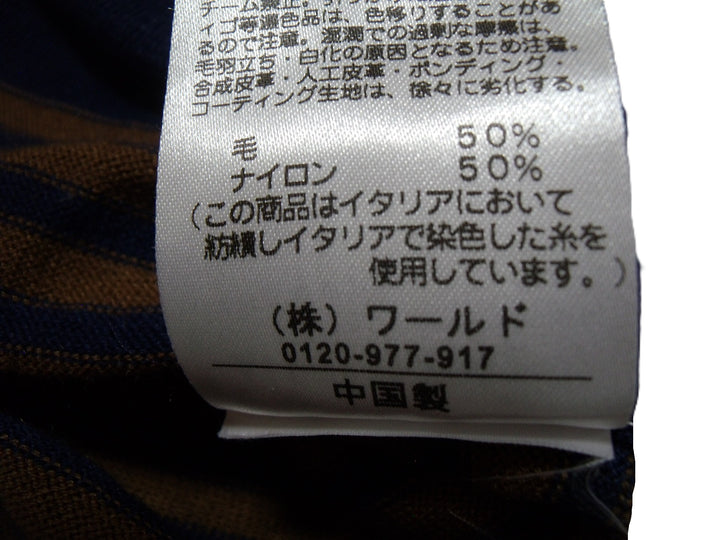 イゴ等濃色品は、色移りすることがあ
るので注意。湿潤での過剰な摩擦は、
毛羽立ち・白化の原因となるため注意。
合成皮革・人工皮革・ボンディング・
コーティング生地は、徐々に劣化する。
毛 50%
ナイロン 50%
(この商品はイタリアにおいて
紡績しイタリアで染色した糸を
使用しています。)
(株)ワールド
0120-977-917
中国製